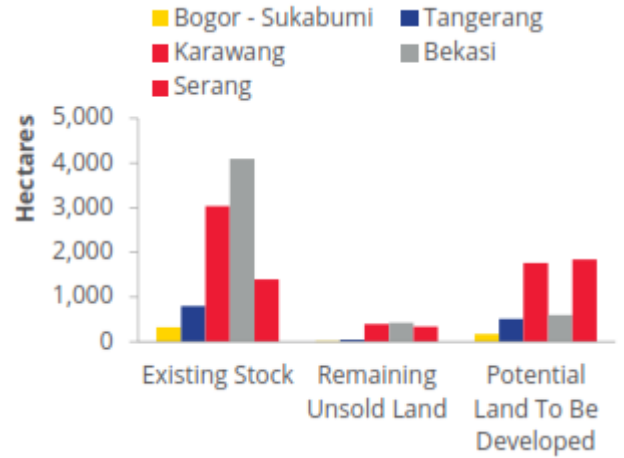 Bogor - Sukabumi
Tangerang
Karawang
Bekasi
Serang
Hectares
5,000
4,000
3,000
2,000
1,000
0
Existing Stock
Remaining
Unsold Land
Potential
Land To Be
Developed